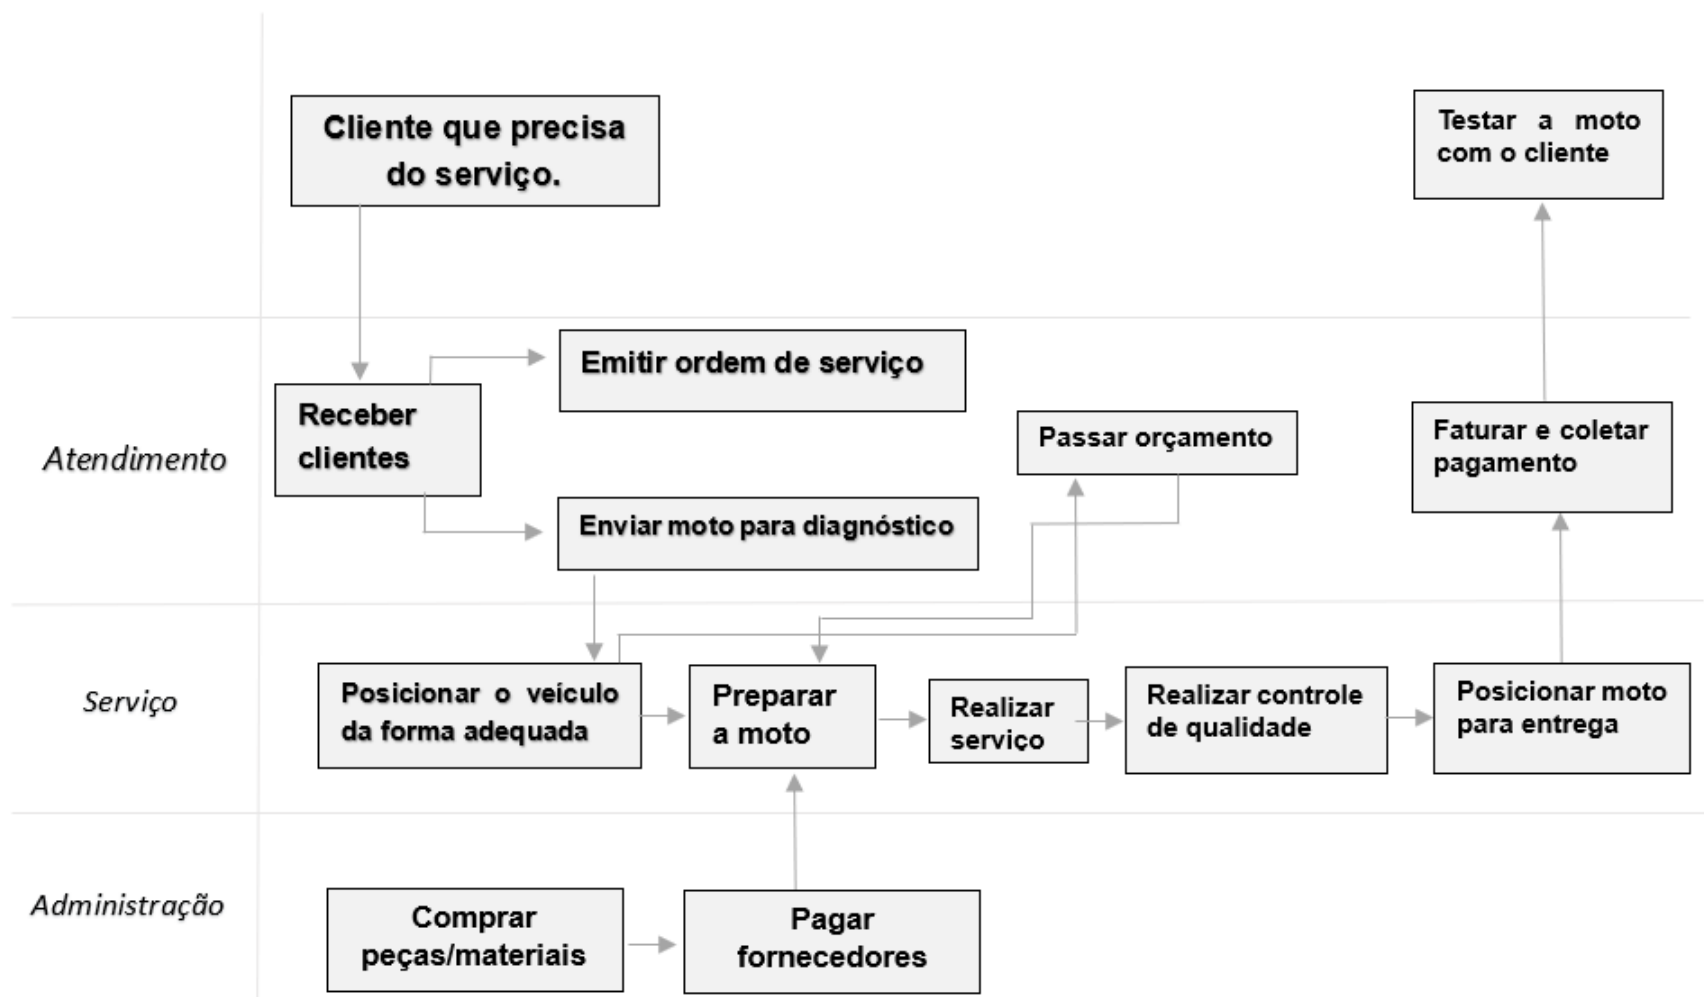 Cliente que precisa
do serviço.
Testar a moto
com o cliente
Atendimento
Receber
clientes
Emitir ordem de serviço
Enviar moto para diagnóstico
Passar orçamento
Faturar e coletar
pagamento
Serviço
Posicionar o veículo
da forma adequada
Preparar
a moto
Realizar
serviço
Realizar controle
de qualidade
Posicionar moto
para entrega
Administração
Comprar
peças/materiais
Pagar
fornecedores